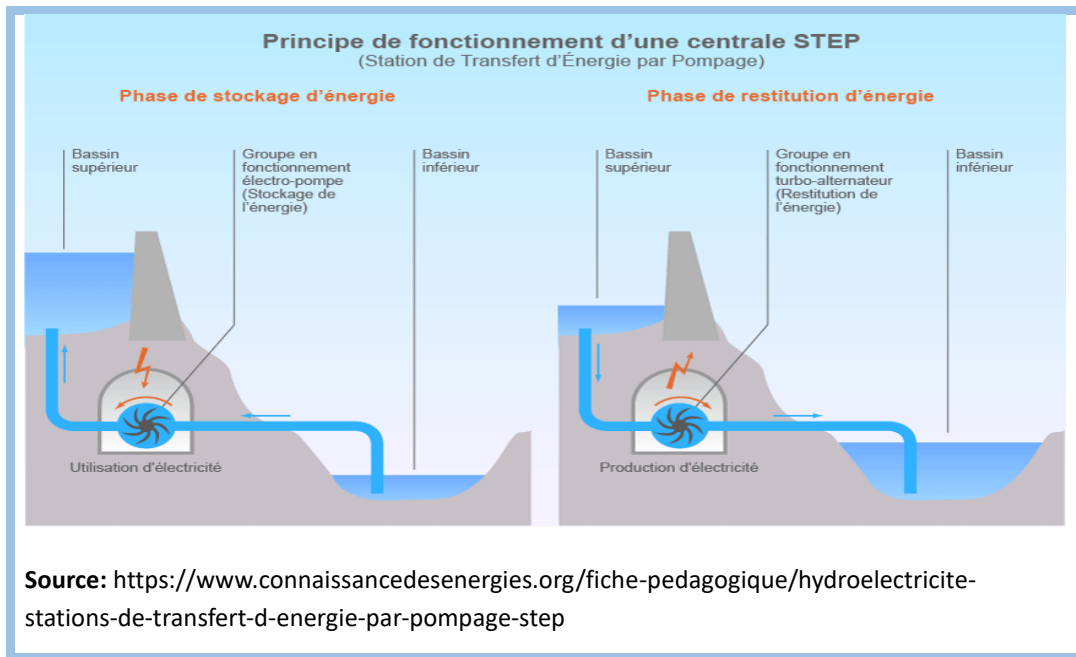 Principe de fonctionnement d'une centrale STEP
(Station de Transfert d'Énergie par Pompage)
Phase de stockage d'énergie
Bassin
supérieur
Groupe en
fonctionnement
électro-pompe
(Stockage de
l'énergie)
Bassin
inférieur
Utilisation d'électricité
Phase de restitution d'énergie
Bassin
supérieur
Groupe en
fonctionnement
turbo-alternateur
(Restitution de
l'énergie)
Bassin
inférieur
Production d'électricité
Source: https://www.connaissancedesenergies.org/fiche-pedagogique/hydroelectricite-
stations-de-transfert-d-energie-par-pompage-step